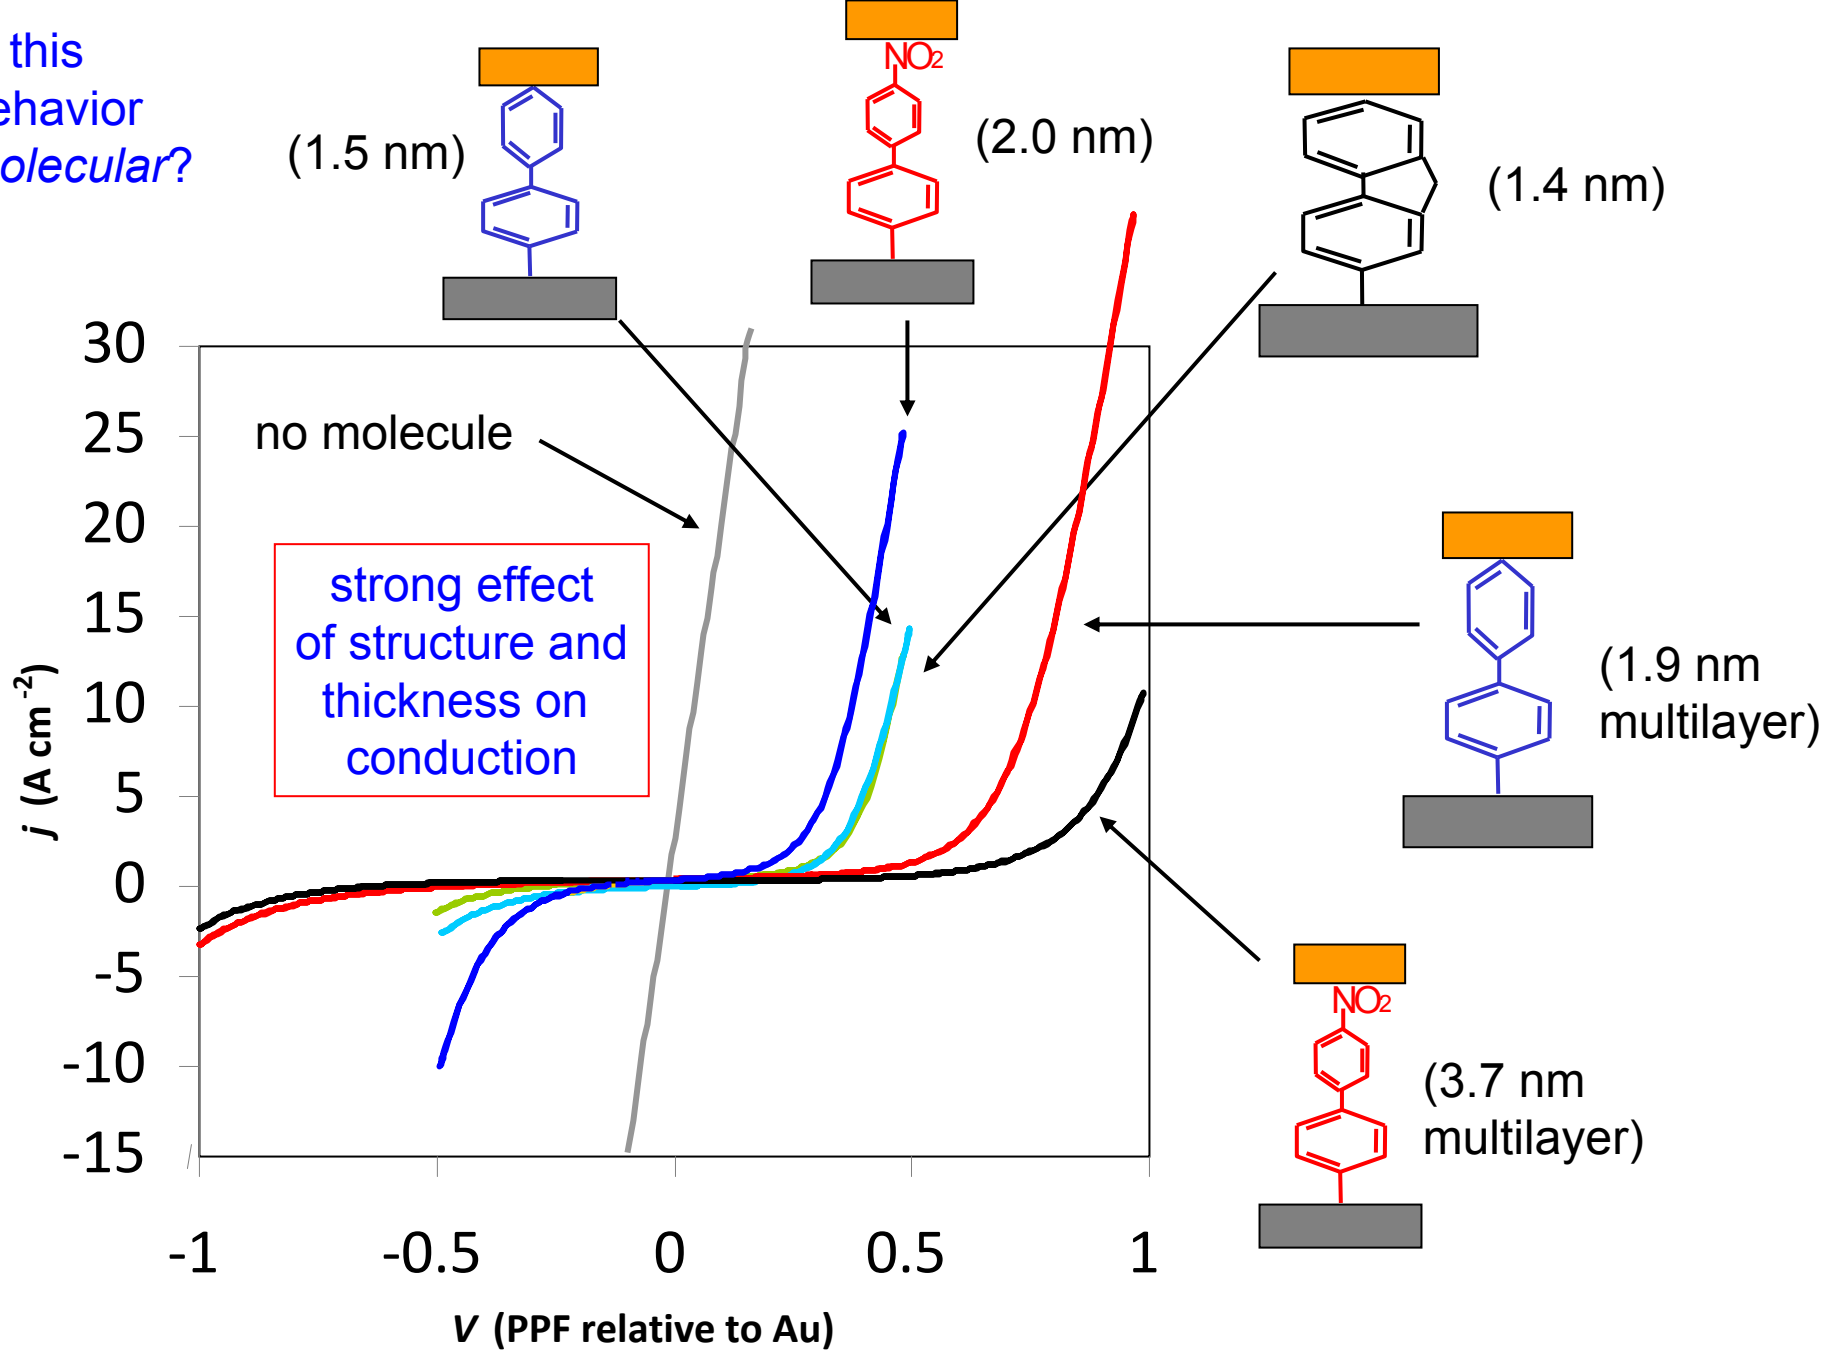 this
ehavior
olecular?
(1.5 nm)
NO2
(2.0 nm)
(1.4 nm)
30
25
20
15
10
5
0
-5
-10
-15
no molecule
strong effect
of structure and
thickness on
conduction
j (A cm-2)
(1.9 nm
multilayer)
NO2
(3.7 nm
multilayer)
-1
-0.5
0
0.5
1
V (PPF relative to Au)